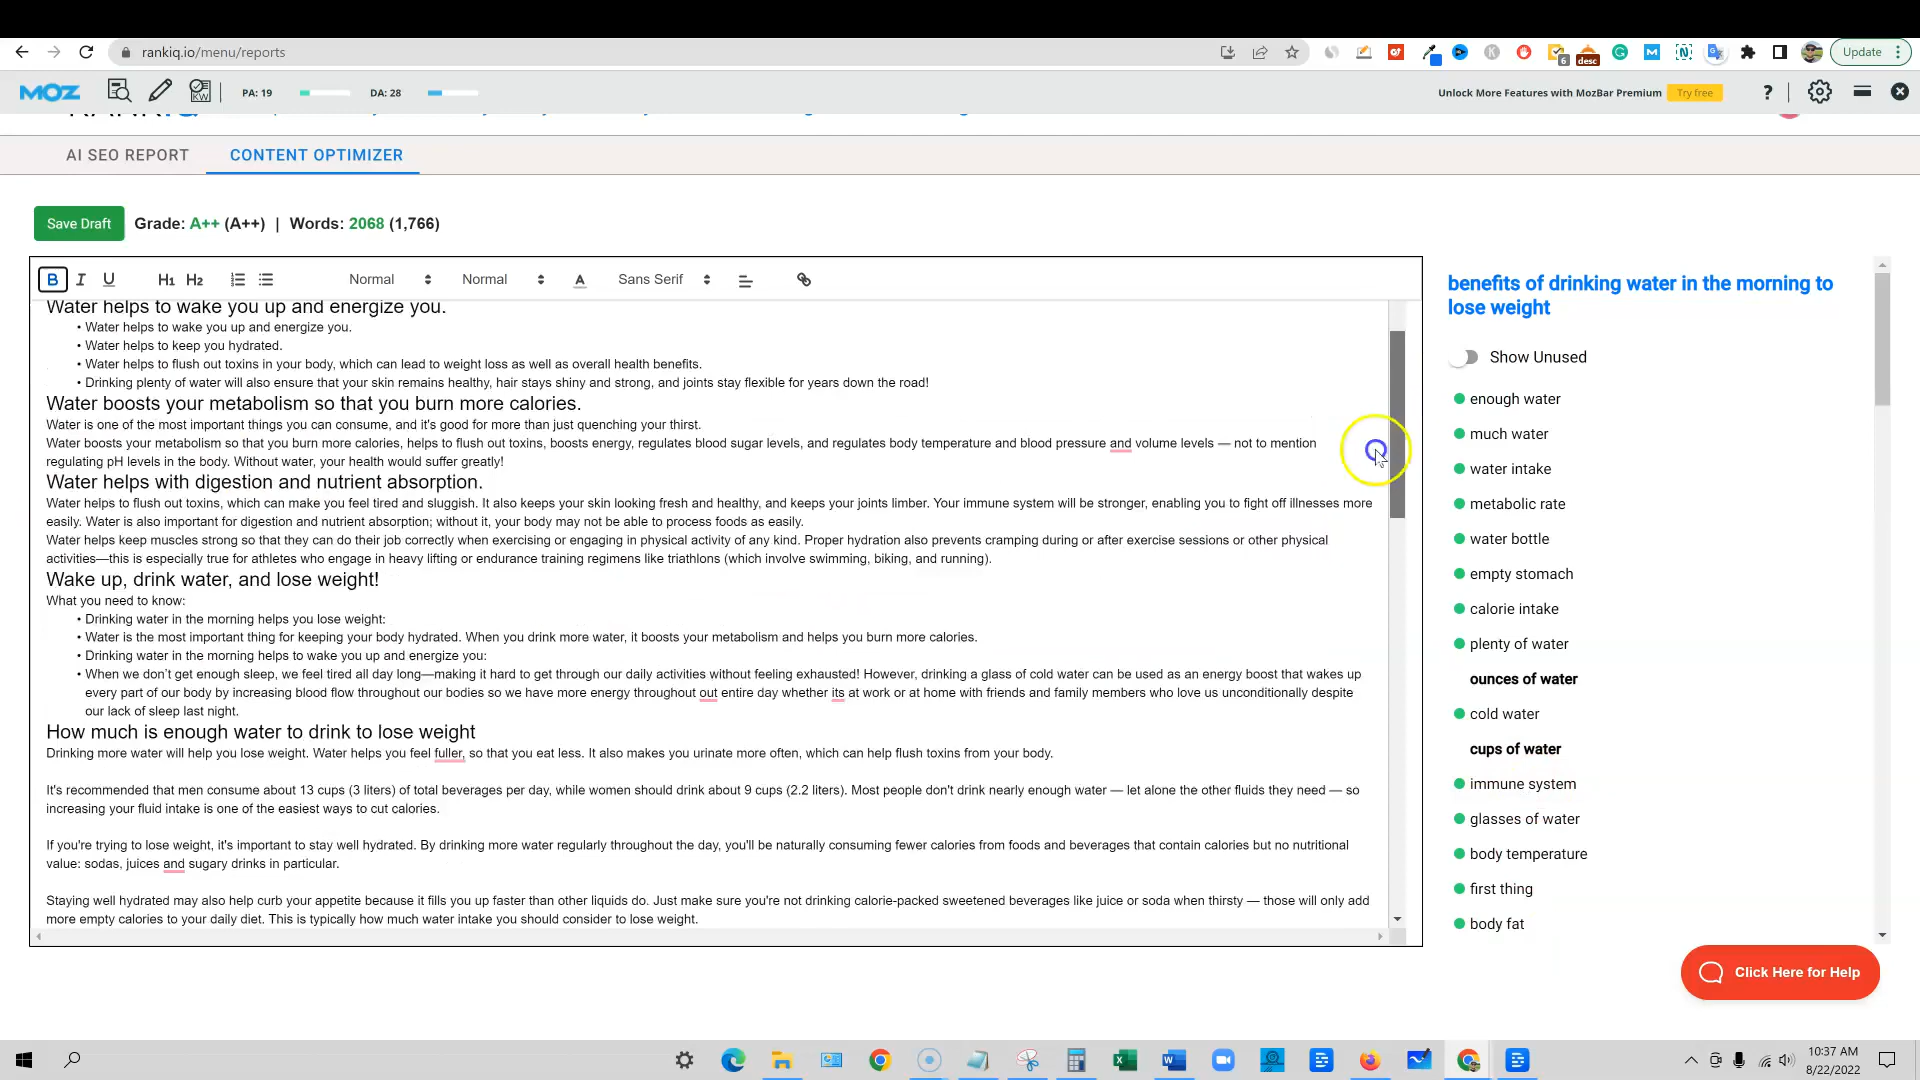 rankiq.io/menu/reports
6
desc
Update
MOZ
KW
PA: 19
DA: 28
Unlock More Features with MozBar Premium
Try free
AI SEO REPORT
CONTENT OPTIMIZER
Save Draft
Grade: A++ (A++) | Words: 2068 (1,766)
B I U H1 H2 Normal Normal A Sans Serif
Water helps to wake you up and energize you.
• Water helps to wake you up and energize you.
• Water helps to keep you hydrated.
• Water helps to flush out toxins in your body, which can lead to weight loss as well as overall health benefits.
• Drinking plenty of water will also ensure that your skin remains healthy, hair stays shiny and strong, and joints stay flexible for years down the road!
Water boosts your metabolism so that you burn more calories.
Water is one of the most important things you can consume, and it's good for more than just quenching your thirst.
Water boosts your metabolism so that you burn more calories, helps to flush out toxins, boosts energy, regulates blood sugar levels, and regulates body temperature and blood pressure and volume levels — not to mention
regulating pH levels in the body. Without water, your health would suffer greatly!
Water helps with digestion and nutrient absorption.
Water helps to flush out toxins, which can make you feel tired and sluggish. It also keeps your skin looking fresh and healthy, and keeps your joints limber. Your immune system will be stronger, enabling you to fight off illnesses more
easily. Water is also important for digestion and nutrient absorption; without it, your body may not be able to process foods as easily.
Water helps keep muscles strong so that they can do their job correctly when exercising or engaging in physical activity of any kind. Proper hydration also prevents cramping during or after exercise sessions or other physical
activities—this is especially true for athletes who engage in heavy lifting or endurance training regimens like triathlons (which involve swimming, biking, and running).
Wake up, drink water, and lose weight!
What you need to know:
• Drinking water in the morning helps you lose weight:
• Water is the most important thing for keeping your body hydrated. When you drink more water, it boosts your metabolism and helps you burn more calories.
• Drinking water in the morning helps to wake you up and energize you:
• When we don't get enough sleep, we feel tired all day long—making it hard to get through our daily activities without feeling exhausted! However, drinking a glass of cold water can be used as an energy boost that wakes up
every part of our body by increasing blood flow throughout our bodies so we have more energy throughout out entire day whether its at work or at home with friends and family members who love us unconditionally despite
our lack of sleep last night.
How much is enough water to drink to lose weight
Drinking more water will help you lose weight. Water helps you feel fuller, so that you eat less. It also makes you urinate more often, which can help flush toxins from your body.
It's recommended that men consume about 13 cups (3 liters) of total beverages per day, while women should drink about 9 cups (2.2 liters). Most people don't drink nearly enough water — let alone the other fluids they need — so
increasing your fluid intake is one of the easiest ways to cut calories.
If you're trying to lose weight, it's important to stay well hydrated. By drinking more water regularly throughout the day, you'll be naturally consuming fewer calories from foods and beverages that contain calories but no nutritional
value: sodas, juices and sugary drinks in particular.
Staying well hydrated may also help curb your appetite because it fills you up faster than other liquids do. Just make sure you're not drinking calorie-packed sweetened beverages like juice or soda when thirsty — those will only add
more empty calories to your daily diet. This is typically how much water intake you should consider to lose weight.
benefits of drinking water in the morning to
lose weight
Show Unused
enough water
much water
water intake
metabolic rate
water bottle
empty stomach
calorie intake
plenty of water
ounces of water
cold water
cups of water
immune system
glasses of water
body temperature
first thing
body fat
Click Here for Help
10:37 AM
8/22/2022